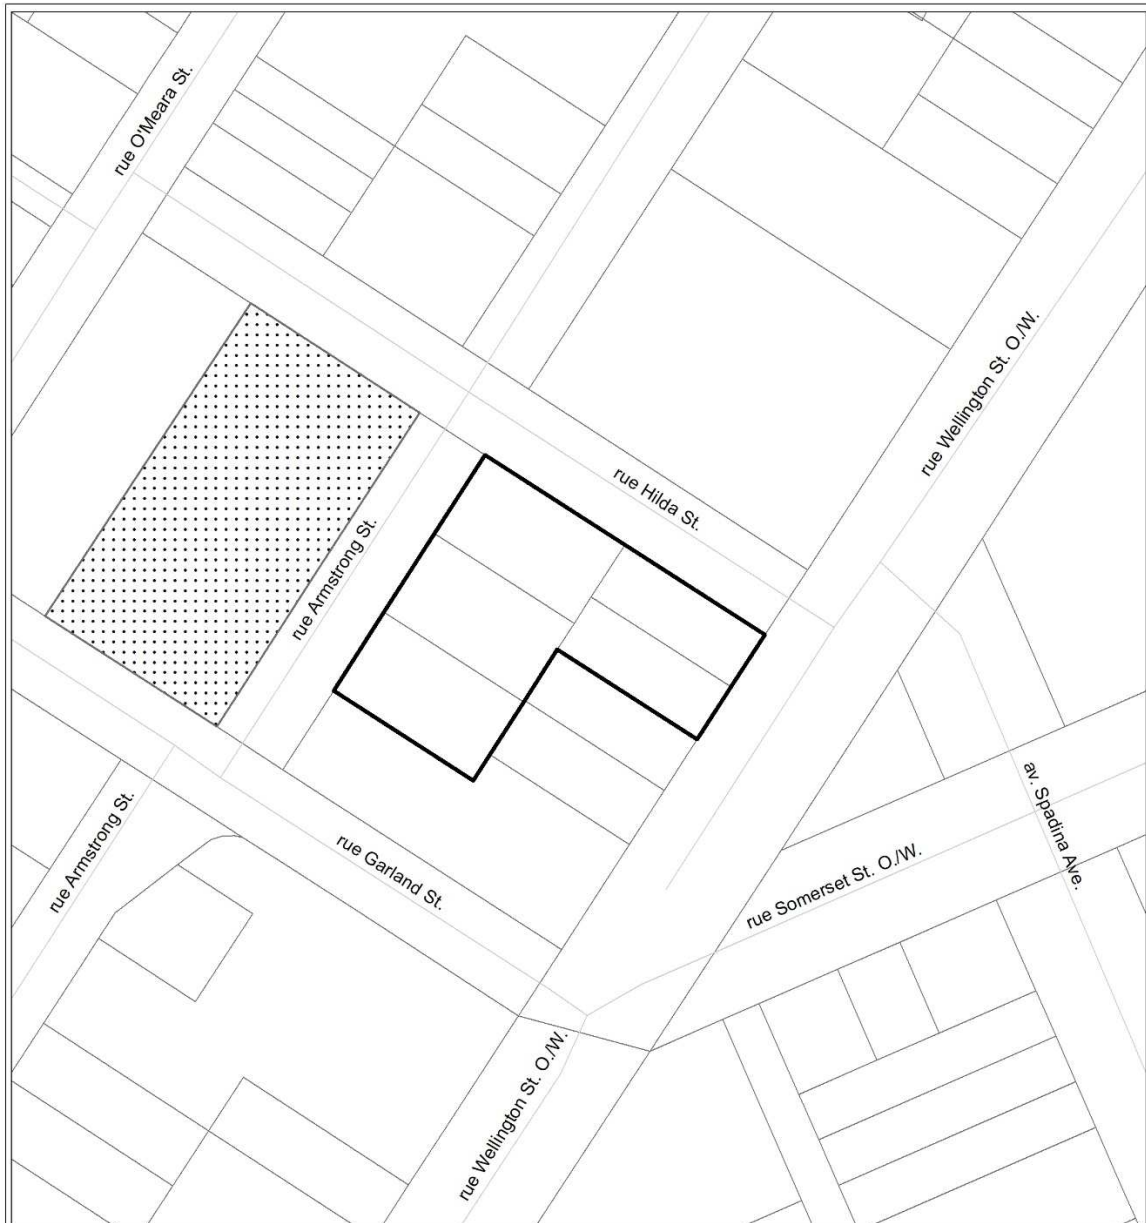 rue O'Meara St.
rue Wellington St. O./W.
rue Hilda St.
rue Armstrong St.
av. Spadina Ave.
rue Armstrong St.
rue Garland St.
rue Somerset St. O./W.
rue Wellington St. O./W.